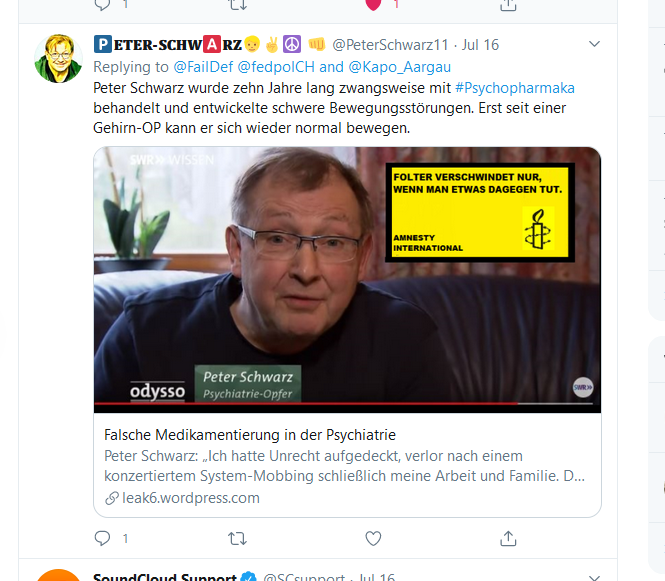 1 1
🅿ETER-SCHW🅰RZ👴✌☮ 👊 @PeterSchwarz11 · Jul 16
Replying to @FailDef @fedpolCH and @Kapo_Aargau
Peter Schwarz wurde zehn Jahre lang zwangsweise mit #Psychopharmaka
behandelt und entwickelte schwere Bewegungsstörungen. Erst seit einer
Gehirn-OP kann er sich wieder normal bewegen.
SWR» WISSEN
FOLTER VERSCHWINDET NUR,
WENN MAN ETWAS DAGEGEN TUT.
AMNESTY
INTERNATIONAL
odysso
Peter Schwarz
Psychiatrie-Opfer
SWR»
Falsche Medikamentierung in der Psychiatrie
Peter Schwarz: „Ich hatte Unrecht aufgedeckt, verlor nach einem
konzertiertem System-Mobbing schließlich meine Arbeit und Familie. D...
leak6.wordpress.com
1
SoundCloud Support @SCsupport · Jul 16